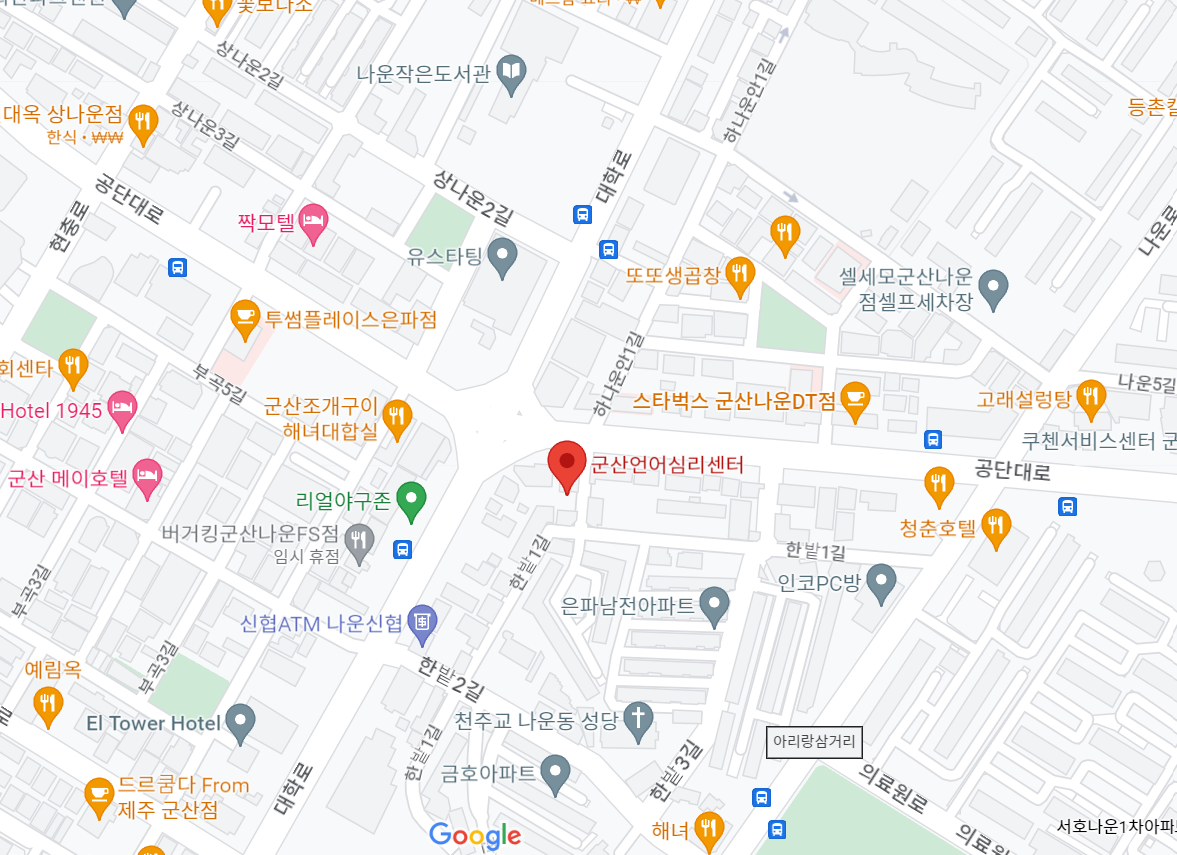 꽃보다소
상나운2길
나운작은도서관
하나운안1길
대옥 상나운점
한식 • ₩₩
상나운3길
등촌칼
공단대로
상나운2길
대학로
현충로
짝모텔
유스타팅
또또생곱창
셀세모군산나운
점셀프세차장
나운로
투썸플레이스은파점
회센타
부곡5길
하나운안1길
나운5길
Hotel 1945
군산조개구이
해녀대합실
스타벅스 군산나운DT점
고래설렁탕
쿠첸서비스센터 군
군산 메이호텔
군산언어심리센터
공단대로
리얼야구존
버거킹군산나운FS점
임시 휴점
청춘호텔
한밭1길
한밭1길
인코PC방
부곡3길
은파남전아파트
신협ATM 나운신협
예림옥
부곡3길
한밭2길
El Tower Hotel
천주교 나운동 성당
아리랑삼거리
한밭1길
금호아파트
한밭3길
의료원로
드르쿰다 From
제주 군산점
대학로
해녀
의료원
서호나운1차아파
Google